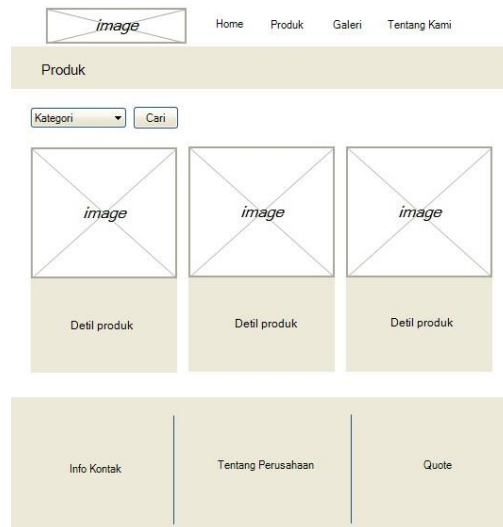 image Home Produk Galeri Tentang Kami
Produk
Kategori Cari
image image image
Detil produk Detil produk Detil produk
Info Kontak Tentang Perusahaan Quote